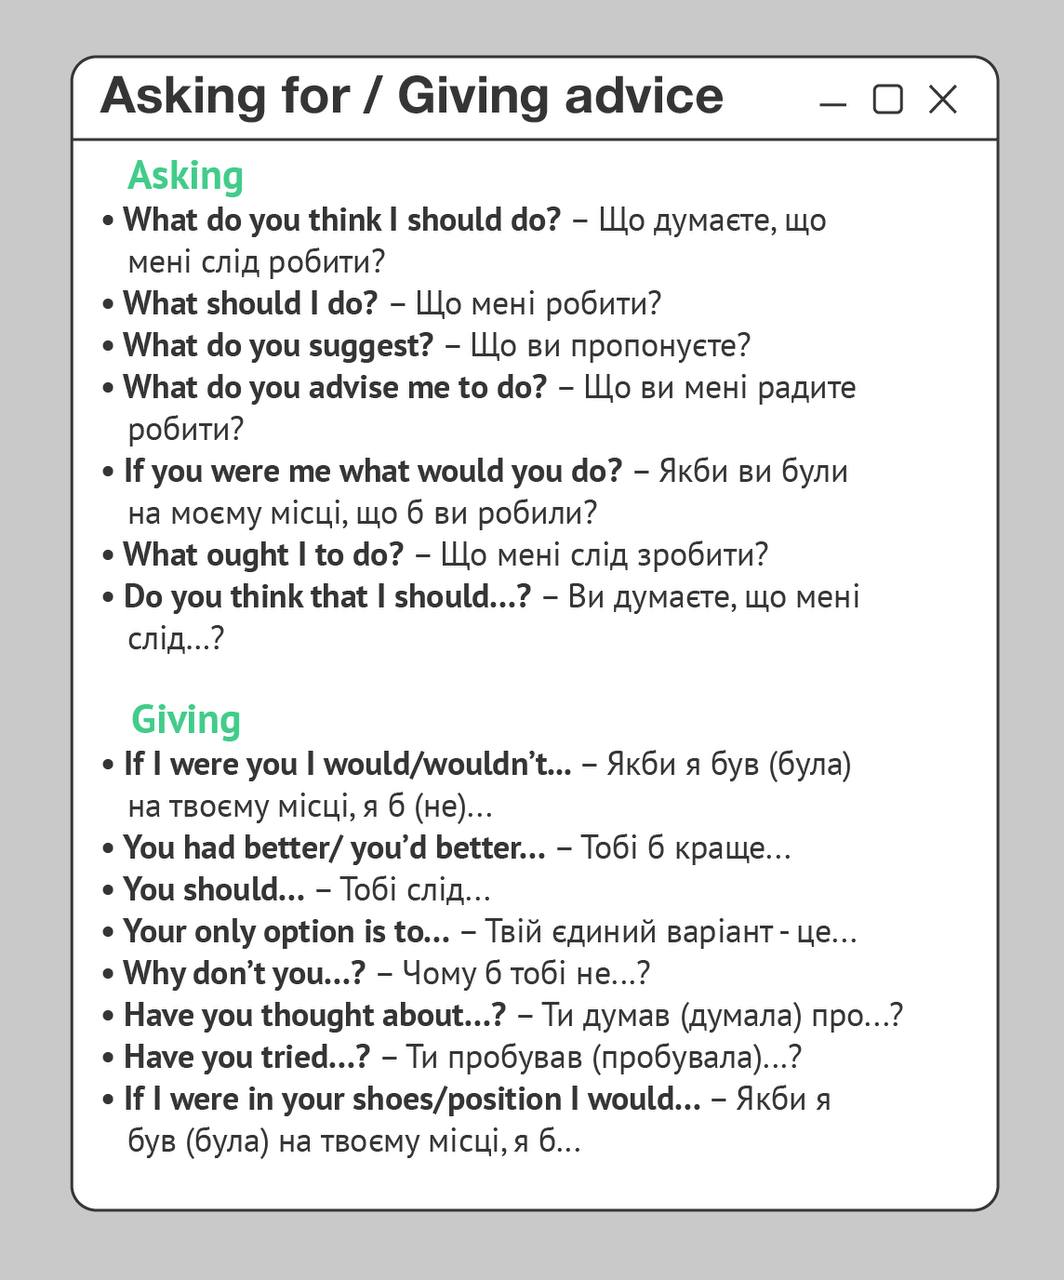 Asking for / Giving advice
Asking
• What do you think I should do? – Що думаєте, що
мені слід робити?
• What should I do? – Що мені робити?
• What do you suggest? – Що ви пропонуєте?
• What do you advise me to do? – Що ви мені радите
робити?
• If you were me what would you do? – Якби ви були
на моєму місці, що б ви робили?
• What ought I to do? – Що мені слід зробити?
• Do you think that I should...? – Ви думаєте, що мені
слід...?
Giving
• If I were you I would/wouldn’t... – Якби я був (була)
на твоєму місці, я б (не)...
• You had better/ you’d better... – Тобі б краще...
• You should... – Тобі слід...
• Your only option is to... – Твій єдиний варіант - це...
• Why don’t you...? – Чому б тобі не...?
• Have you thought about...? – Ти думав (думала) про...?
• Have you tried...? – Ти пробував (пробувала)...?
• If I were in your shoes/position I would... – Якби я
був (була) на твоєму місці, я б...